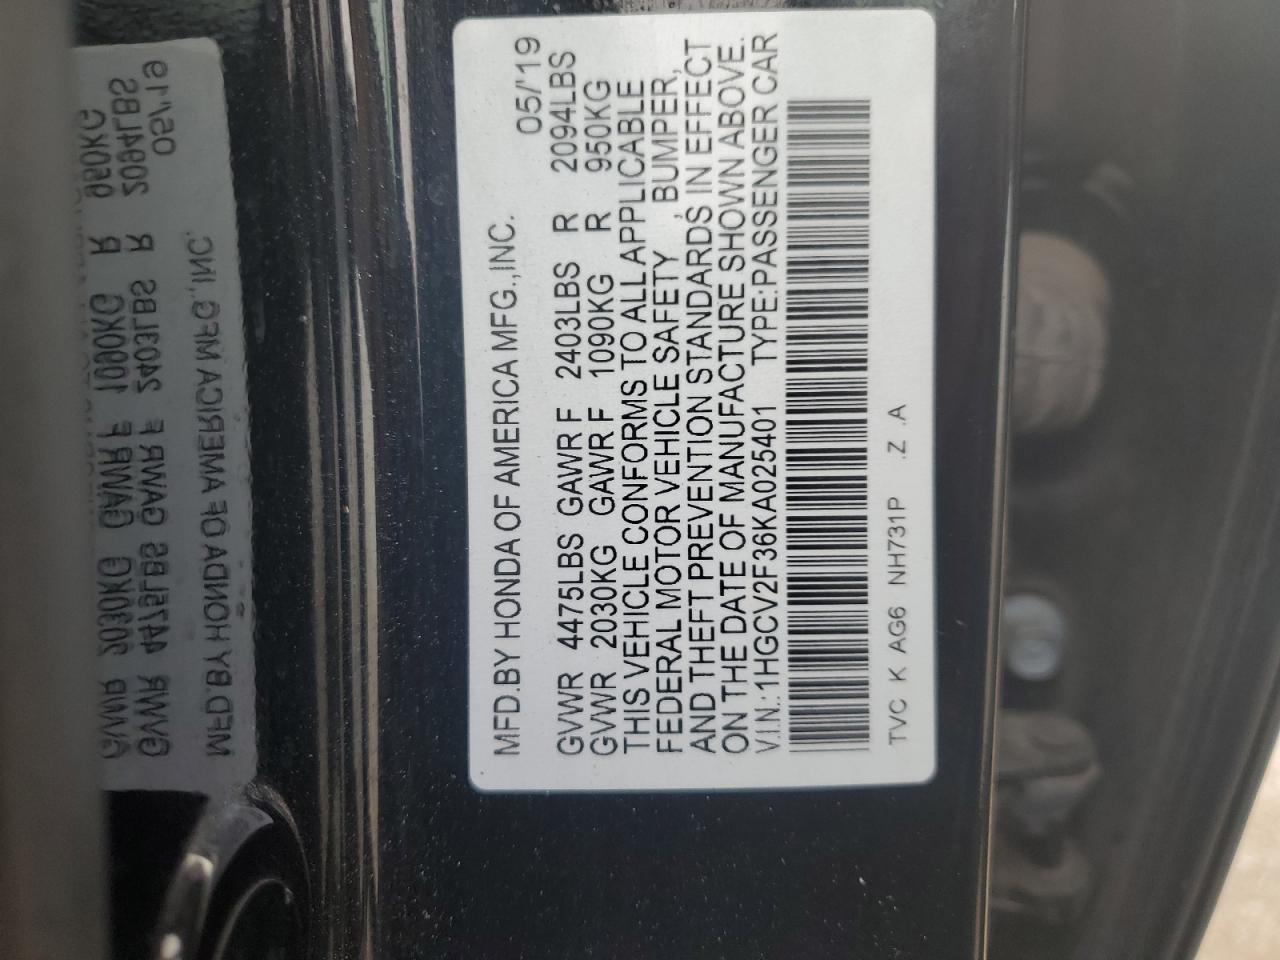 MFD.BY HONDA OF AMERICA MFG.,INC. 05/'19
GVWR 4475LBS GAWR F 2403LBS R 2094LBS
GVWR 2030KG GAWR F 1090KG R 950KG
THIS VEHICLE CONFORMS TO ALL APPLICABLE
FEDERAL MOTOR VEHICLE SAFETY, BUMPER,
AND THEFT PREVENTION STANDARDS IN EFFECT
ON THE DATE OF MANUFACTURE SHOWN ABOVE.
V.I.N.:1HGCV2F36KA025401 TYPE:PASSENGER CAR
TVC K AG6 NH731P .Z .A